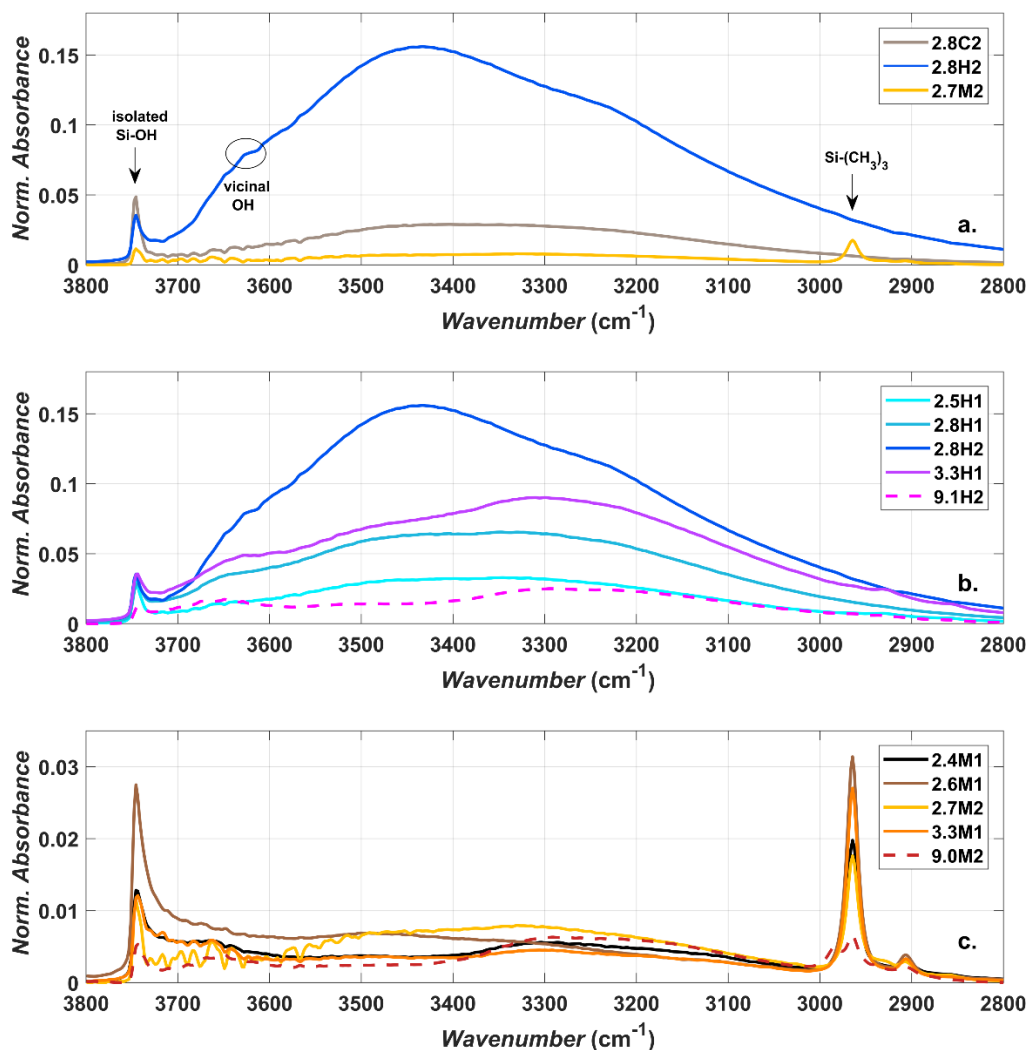 Norm. Absorbance
0.15
0.1
0.05
0
isolated
Si-OH
vicinal
OH
Si-(CH3)3
2.8C2
2.8H2
2.7M2
a.
3800 3700 3600 3500 3400 3300 3200 3100 3000 2900 2800
Wavenumber (cm-1)
Norm. Absorbance
0.15
0.1
0.05
0
2.5H1
2.8H1
2.8H2
3.3H1
9.1H2
b.
3800 3700 3600 3500 3400 3300 3200 3100 3000 2900 2800
Wavenumber (cm-1)
Norm. Absorbance
0.03
0.02
0.01
0
2.4M1
2.6M1
2.7M2
3.3M1
9.0M2
c.
3800 3700 3600 3500 3400 3300 3200 3100 3000 2900 2800
Wavenumber (cm-1)